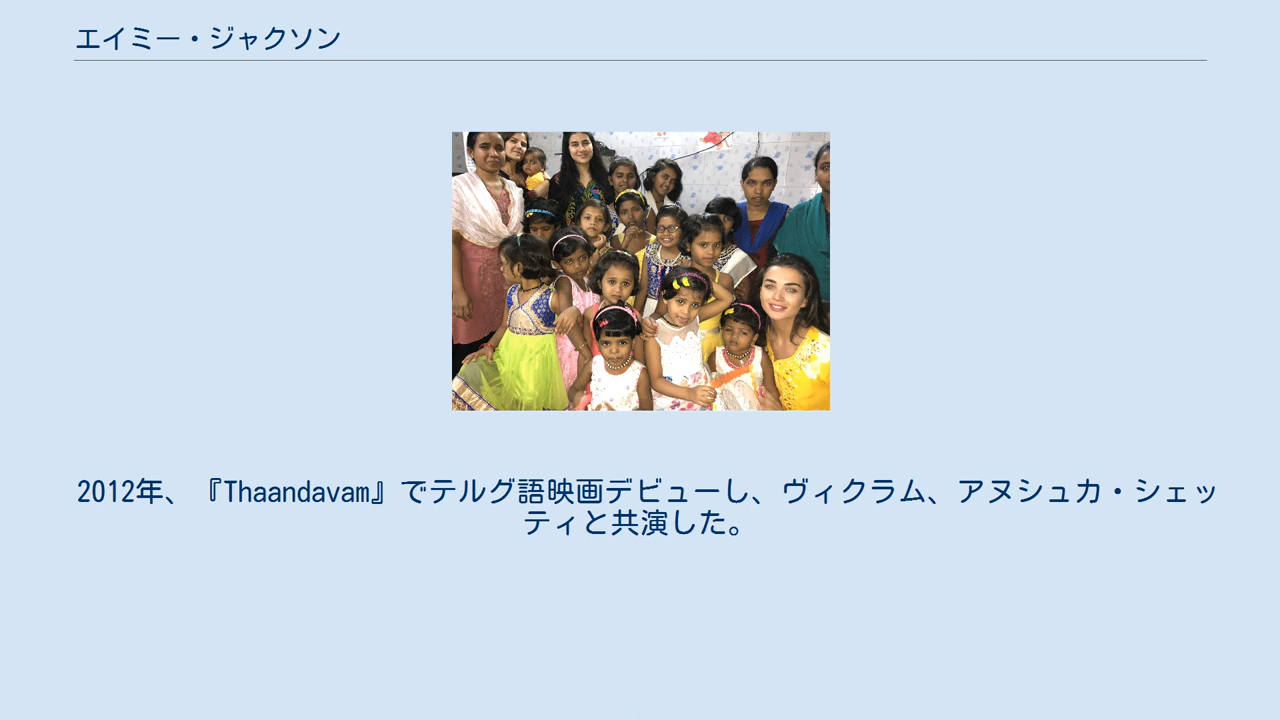 エイミー・ジャクソン
2012年、『Thaandavam』でテルグ語映画デビューし、ヴィクラム、アヌシュカ・シェッ
ティと共演した。